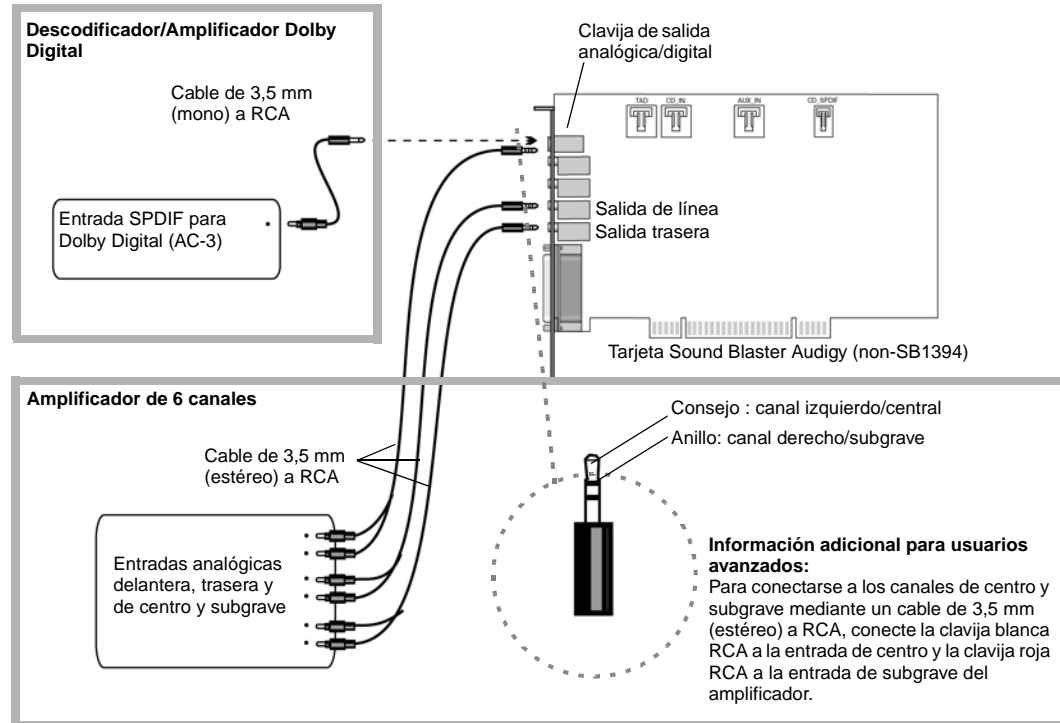 Descodificador/Amplificador Dolby
Digital
Cable de 3,5 mm
(mono) a RCA
Entrada SPDIF para
Dolby Digital (AC-3)
Clavija de salida
analógica/digital
TAD
CD_IN
AUX_IN
CD_SPDIF
Salida de línea
Salida trasera
Tarjeta Sound Blaster Audigy (non-SB1394)
Amplificador de 6 canales
Cable de 3,5 mm
(estéreo) a RCA
Entradas analógicas
delantera, trasera y
de centro y subgrave
Consejo : canal izquierdo/central
Anillo: canal derecho/subgrave
Información adicional para usuarios
avanzados:
Para conectarse a los canales de centro y
subgrave mediante un cable de 3,5 mm
(estéreo) a RCA, conecte la clavija blanca
RCA a la entrada de centro y la clavija roja
RCA a la entrada de subgrave del
amplificador.